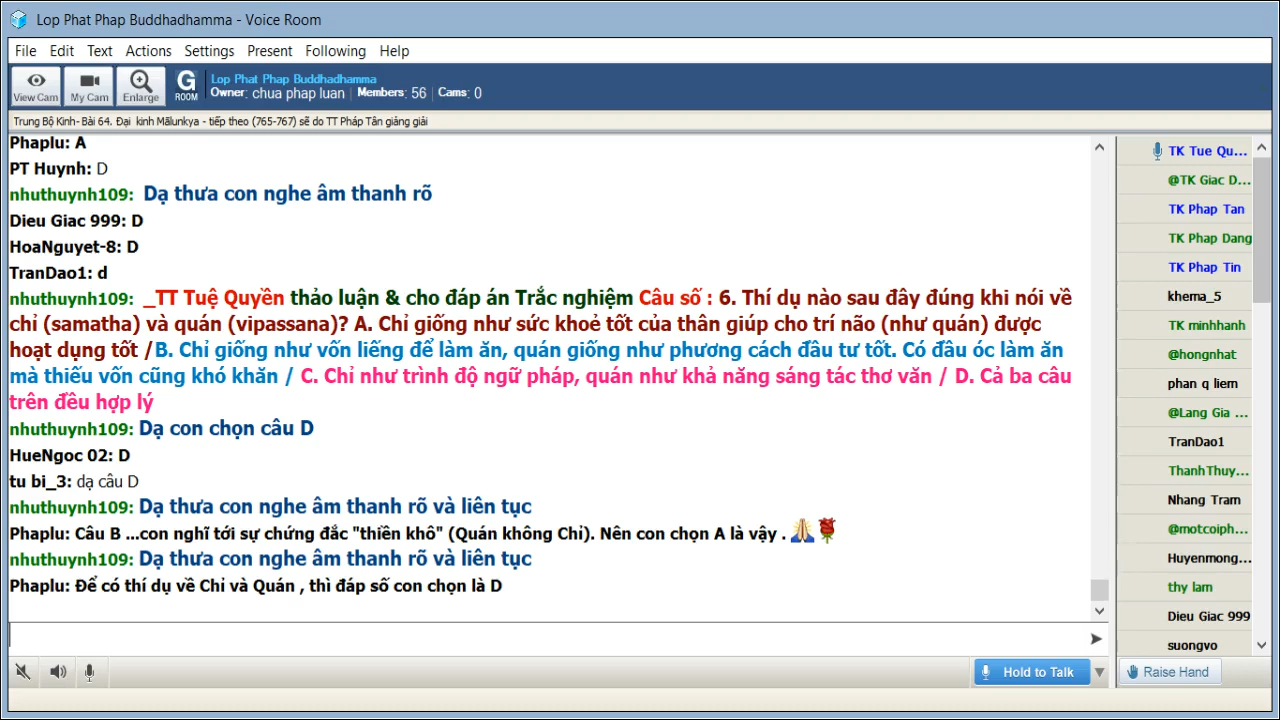 Lop Phat Phap Buddhadhamma - Voice Room
File Edit Text Actions Settings Present Following Help
View Cam My Cam Enlarge G ROOM
Lop Phat Phap Buddhadhamma
Owner: chua phap luan Members: 56 Cams: 0
Trung Bộ Kinh- Bài 64. Đại kinh Mãlunkya - tiếp theo (765-767) sẽ do TT Pháp Tân giảng giải
Phaplu: A
PT Huynh: D
nhuthuynh109: Dạ thưa con nghe âm thanh rõ
Dieu Giac 999: D
HoaNguyet-8: D
TranDao1: d
nhuthuynh109: _TT Tuệ Quyền thảo luận & cho đáp án Trắc nghiệm Câu số : 6. Thí dụ nào sau đây đúng khi nói về
chỉ (samatha) và quán (vipassana)? A. Chỉ giống như sức khoẻ tốt của thân giúp cho trí não (như quán) được
hoạt dụng tốt /B. Chỉ giống như vốn liếng để làm ăn, quán giống như phương cách đầu tư tốt. Có đầu óc làm ăn
mà thiếu vốn cũng khó khăn / C. Chỉ như trình độ ngữ pháp, quán như khả năng sáng tác thơ văn / D. Cả ba câu
trên đều hợp lý
nhuthuynh109: Dạ con chọn câu D
HueNgoc 02: D
tu bi_3: dạ câu D
nhuthuynh109: Dạ thưa con nghe âm thanh rõ và liên tục
Phaplu: Câu B ...con nghĩ tới sự chứng đắc "thiền khô" (Quán không Chỉ). Nên con chọn A là vậy .
nhuthuynh109: Dạ thưa con nghe âm thanh rõ và liên tục
Phaplu: Để có thí dụ về Chỉ và Quán , thì đáp số con chọn là D
TK Tue Qu...
@TK Giac D...
TK Phap Tan
TK Phap Dang
TK Phap Tin
khema_5
TK minhhanh
@hongnhat
phan q liem
@Lang Gia ...
TranDao1
ThanhThuy...
Nhang Tram
@motcoiph...
Huyenmong...
thy lam
Dieu Giac 999
suongvo
Hold to Talk
Raise Hand